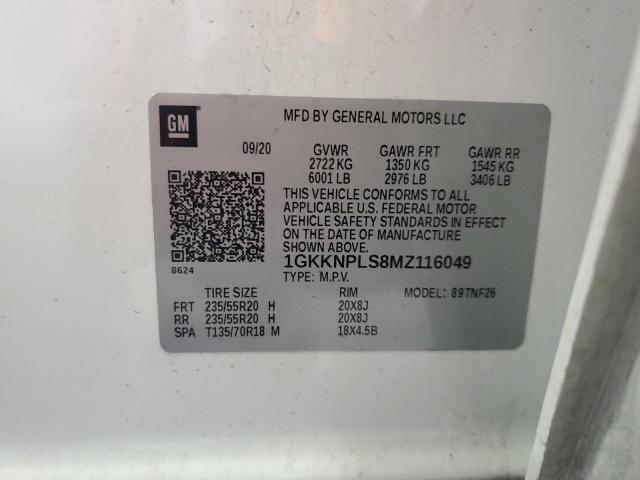 GM
MFD BY GENERAL MOTORS LLC
09/20 GVWR GAWR FRT GAWR RR
2722 KG 1350 KG 1545 KG
6001 LB 2976 LB 3406 LB
THIS VEHICLE CONFORMS TO ALL
APPLICABLE U.S. FEDERAL MOTOR
VEHICLE SAFETY STANDARDS IN EFFECT
ON THE DATE OF MANUFACTURE
SHOWN ABOVE.
8624
1GKKNPLS8MZ116049
TYPE: M.P.V. MODEL: 89TNF26
TIRE SIZE RIM
FRT 235/55R20 H 20X8J
RR 235/55R20 H 20X8J
SPA T135/70R18 M 18X4.5B